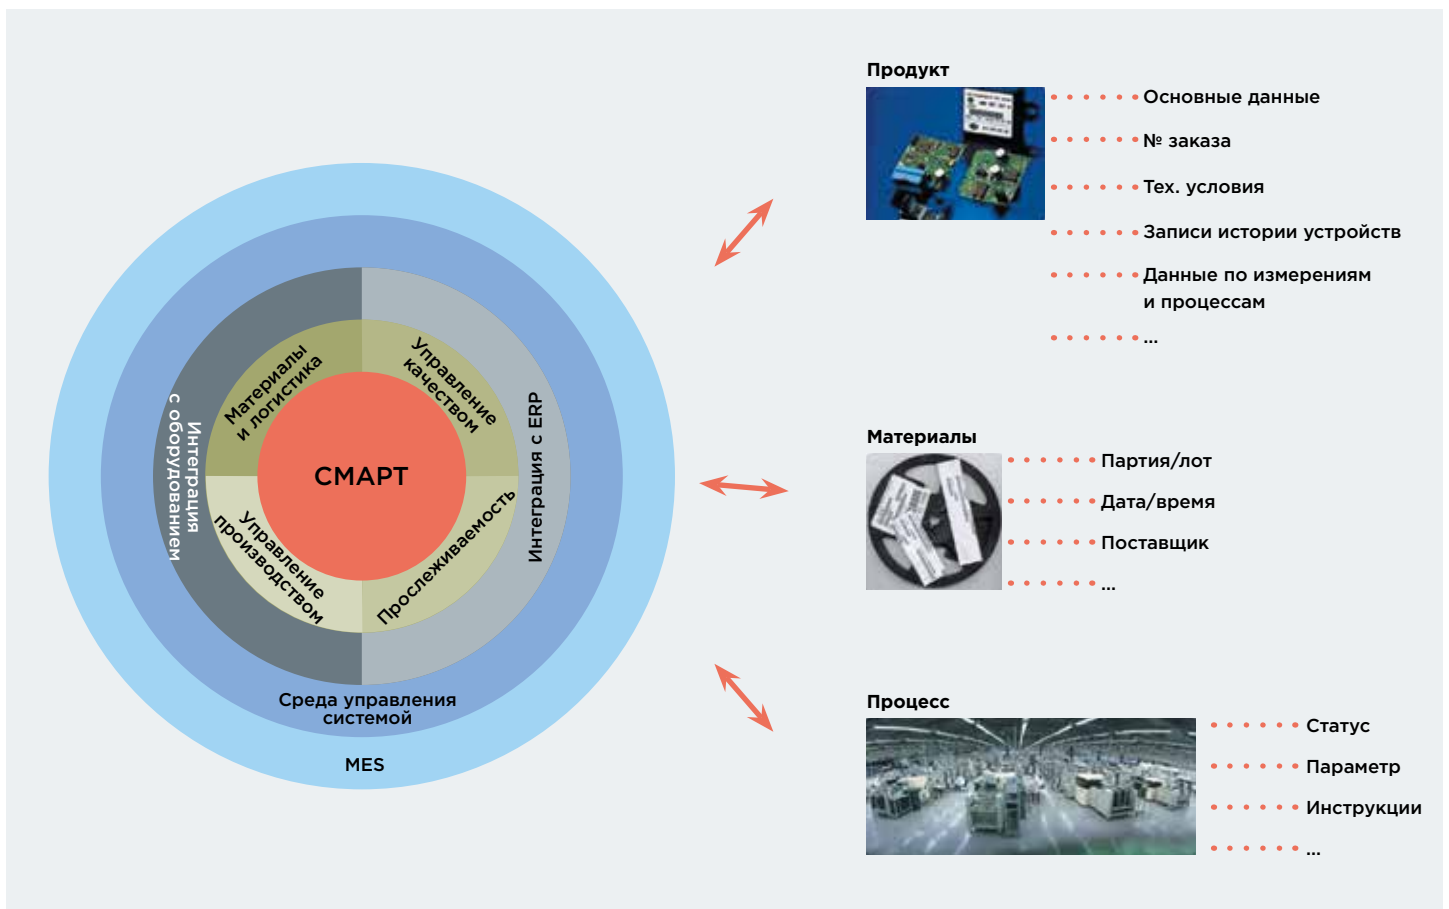 Материалы
и логистика
Управление
качеством
Интеграция
с оборудованием
СМАРТ
Интеграция с ERP
Управление
производством
Прослеживаемость
Среда управления
системой
MES
Продукт
Основные данные
№ заказа
Тех. условия
Записи истории устройств
Данные по измерениям
и процессам
...
Материалы
Партия/лот
Дата/время
Поставщик
...
Процесс
Статус
Параметр
Инструкции
...